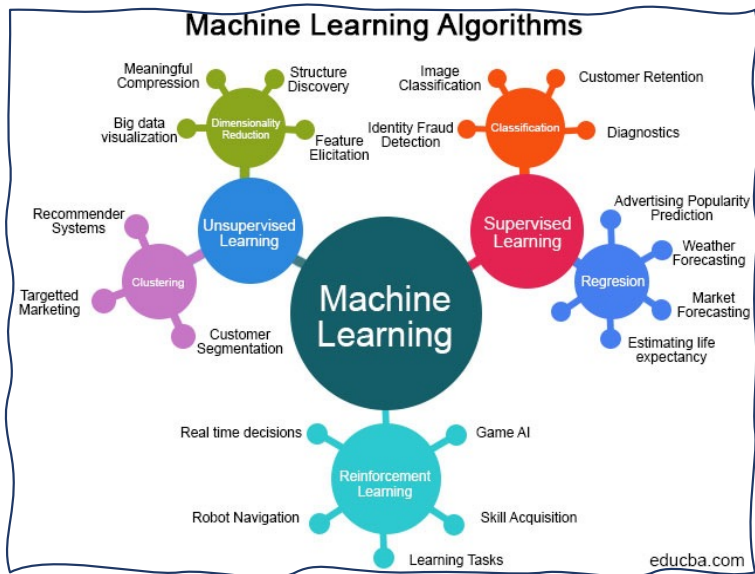 Machine Learning Algorithms
Meaningful
Compression
Structure
Discovery
Big data
visualization
Dimensionality
Reduction
Feature
Elicitation
Image
Classification
Customer Retention
Identity Fraud
Detection
Classification
Diagnostics
Recommender
Systems
Unsupervised
Learning
Clustering
Targetted
Marketing
Customer
Segmentation
Supervised
Learning
Advertising Popularity
Prediction
Weather
Forecasting
Regresion
Market
Forecasting
Estimating life
expectancy
Machine
Learning
Real time decisions
Game AI
Reinforcement
Learning
Robot Navigation
Skill Acquisition
Learning Tasks
educba.com